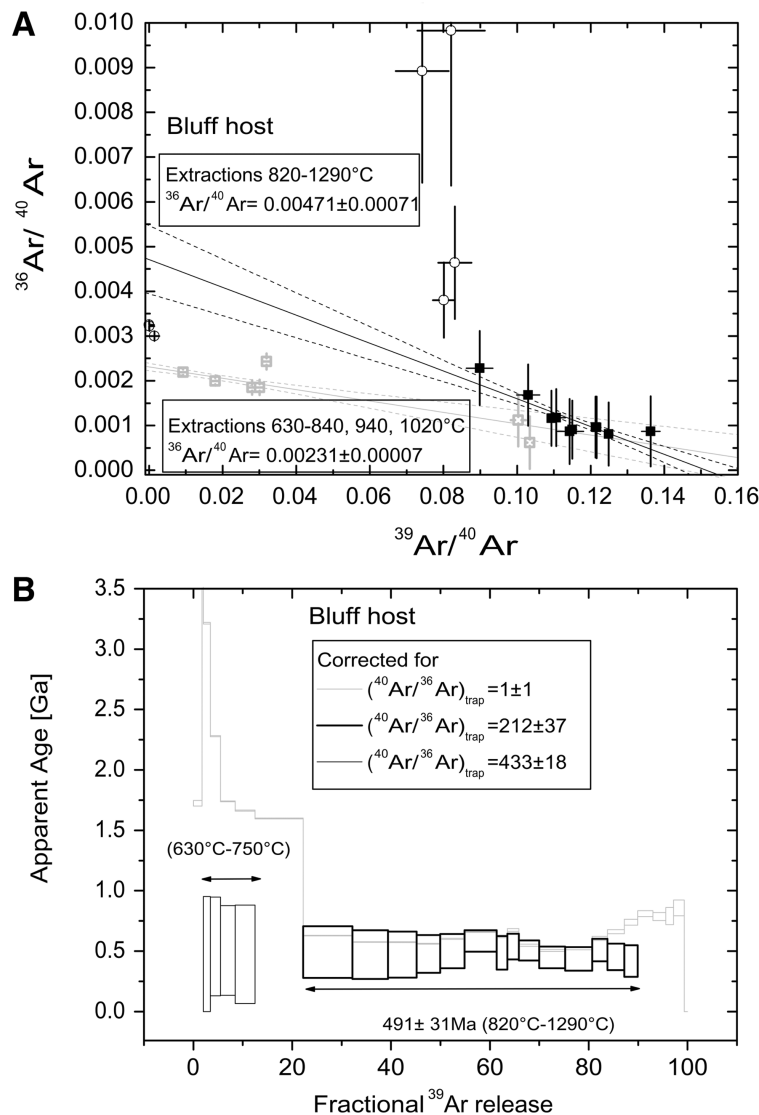 A
0.010
0.009
0.008
0.007
0.006
0.005
0.004
0.003
0.002
0.001
0.000
36Ar/ 40Ar
Bluff host
Extractions 820-1290°C
36Ar/40Ar= 0.00471±0.00071
Extractions 630-840, 940, 1020°C
36Ar/40Ar= 0.00231±0.00007
0.00 0.02 0.04 0.06 0.08 0.10 0.12 0.14 0.16
39Ar/40Ar
B
3.5
3.0
2.5
2.0
1.5
1.0
0.5
0.0
Apparent Age [Ga]
Bluff host
Corrected for
(40Ar/36Ar)trap=1±1
(40Ar/36Ar)trap=212±37
(40Ar/36Ar)trap=433±18
(630°C-750°C)
491± 31Ma (820°C-1290°C)
0 20 40 60 80 100
Fractional 39Ar release